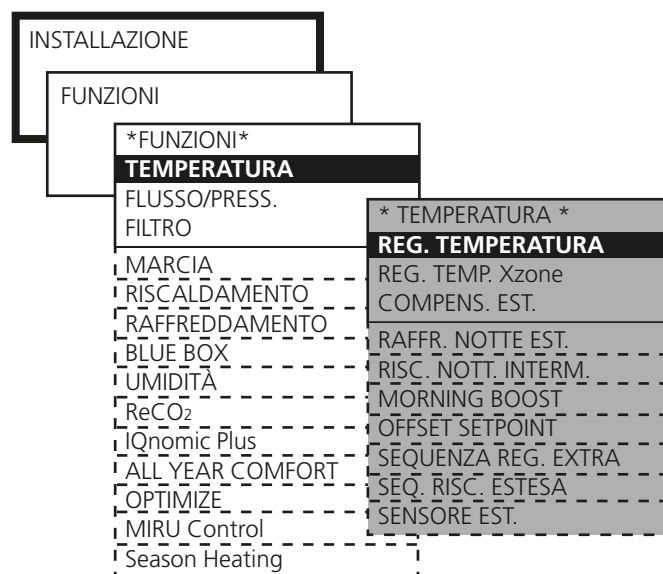 INSTALLAZIONE
FUNZIONI
*FUNZIONI*
TEMPERATURA
FLUSSO/PRESS.
FILTRO
MARCIA
RISCALDAMENTO
RAFFREDDAMENTO
BLUE BOX
UMIDITÀ
ReCO2
IQnomic Plus
ALL YEAR COMFORT
OPTIMIZE
MIRU Control
Season Heating
* TEMPERATURA *
REG. TEMPERATURA
REG. TEMP. Xzone
COMPENS. EST.
RAFFR. NOTTE EST.
RISC. NOTT. INTERM.
MORNING BOOST
OFFSET SETPOINT
SEQUENZA REG. EXTRA
SEQ. RISC. ESTESA
SENSORE EST.